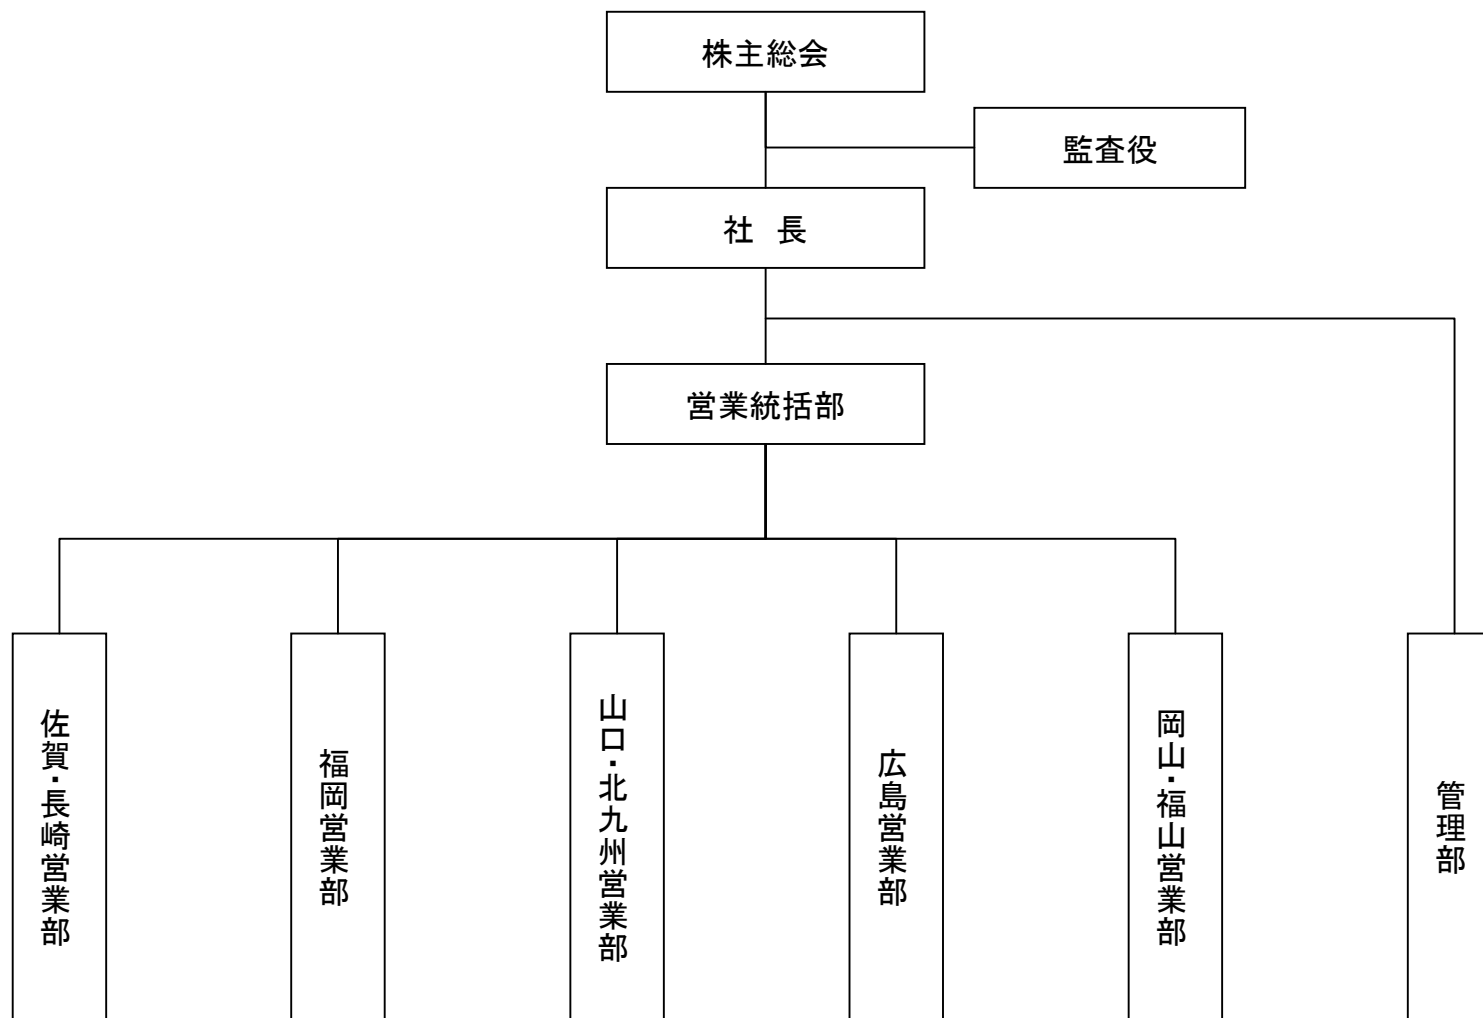 株主総会
監査役
社 長
営業統括部
佐賀・長崎営業部
福岡営業部
山口・北九州営業部
広島営業部
岡山・福山営業部
管理部